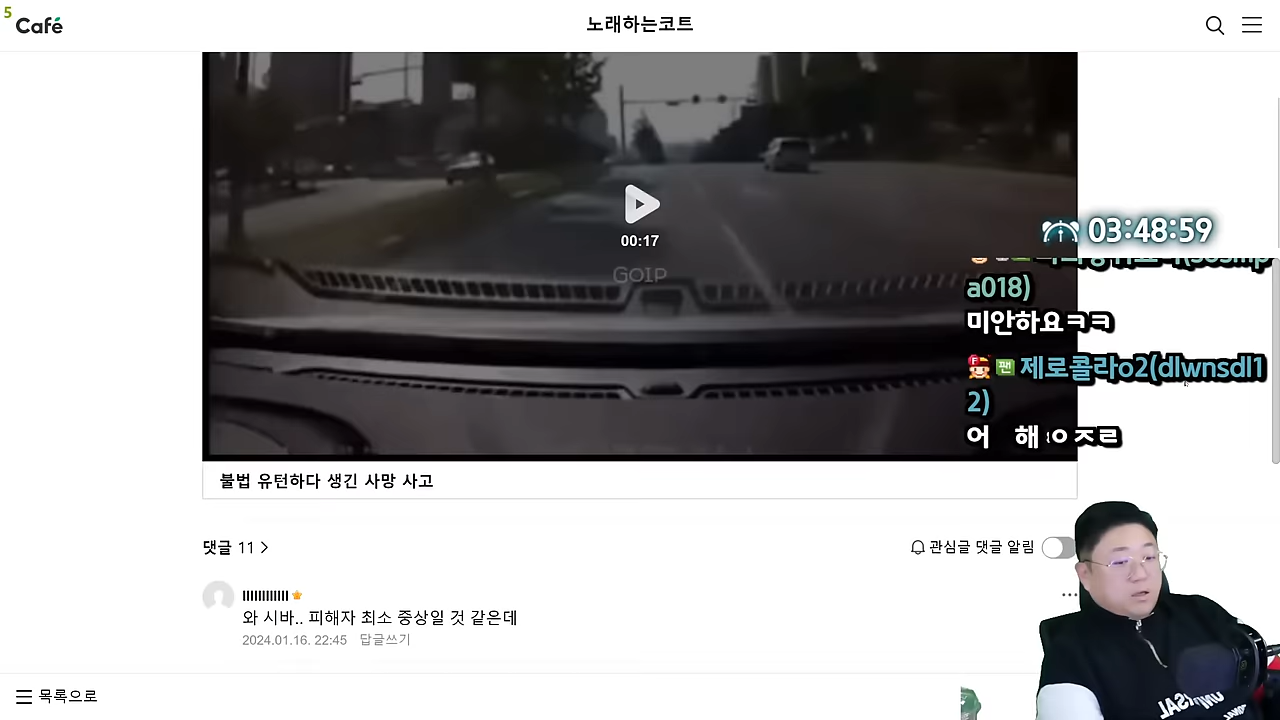 5
Café
노래하는코트
00:17
GOIP
03:48:59
a018)
미안하요ㅋㅋ
팬 제로콜라o2(dlwnsdl1
2)
불법 유턴하다 생긴 사망 사고
댓글 11 >
관심글 댓글 알림
llllllllllll
와 시바.. 피해자 최소 중상일 것 같은데
2024.01.16. 22:45 답글쓰기
목록으로